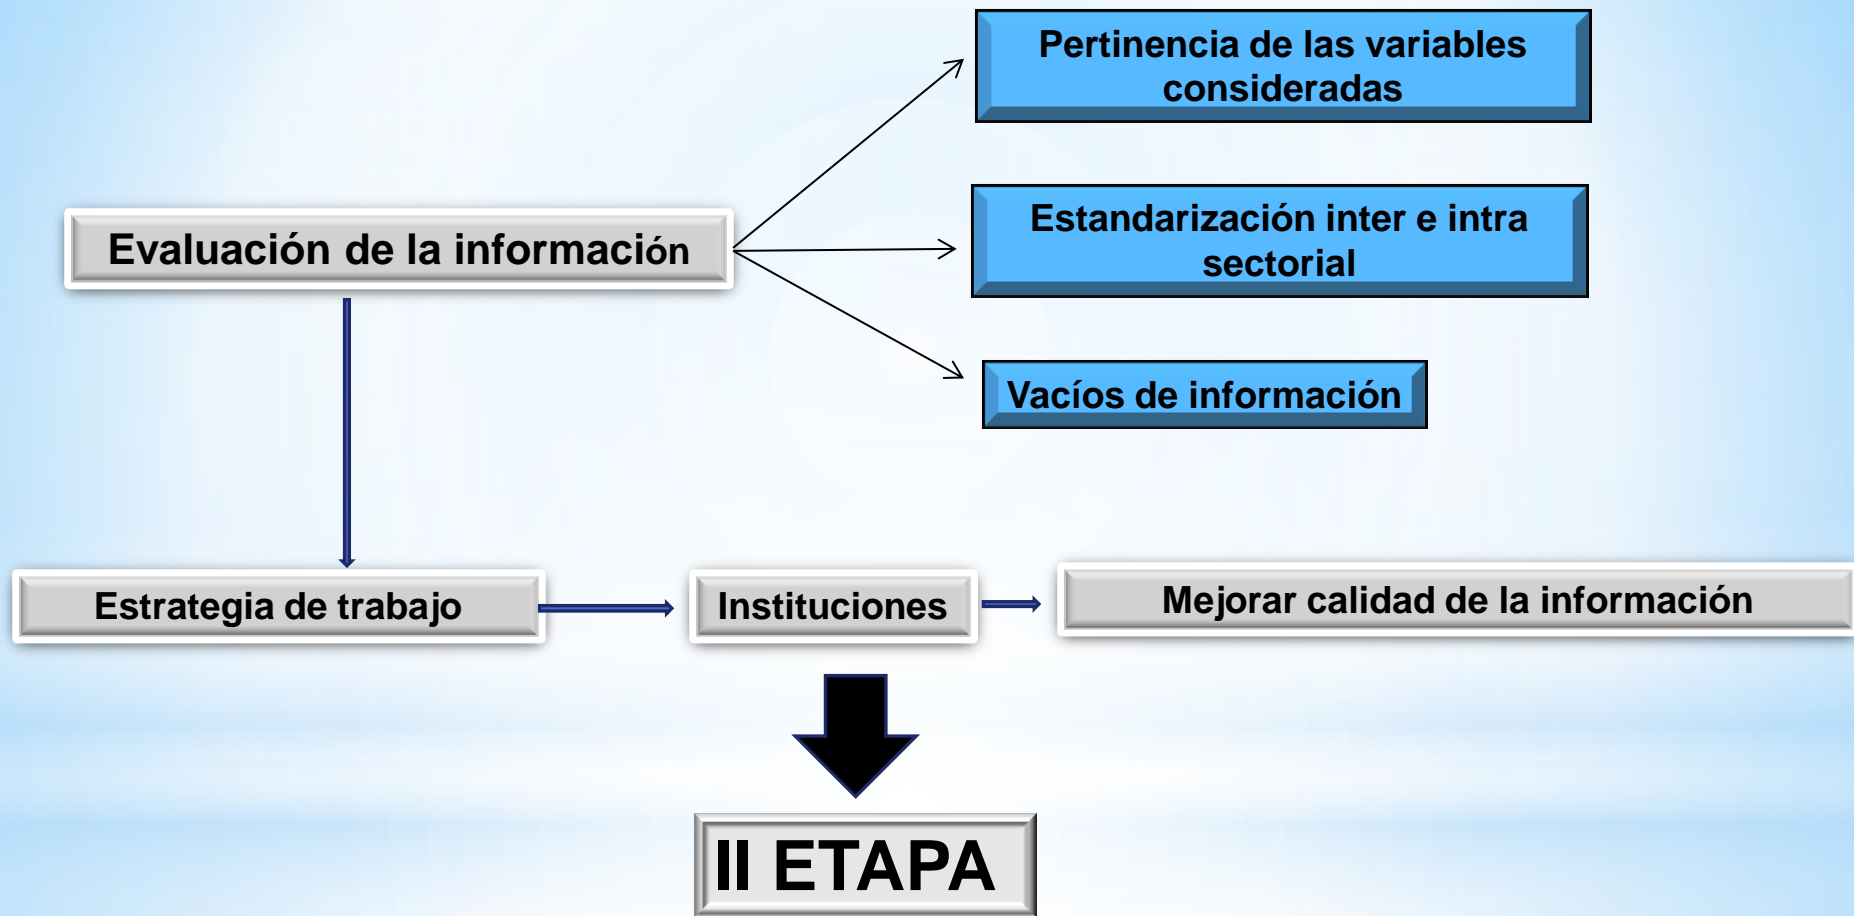 Pertinencia de las variables
consideradas
Evaluación de la información
Estandarización inter e intra
sectorial
Vacíos de información
Estrategia de trabajo
Instituciones
Mejorar calidad de la información
II ETAPA